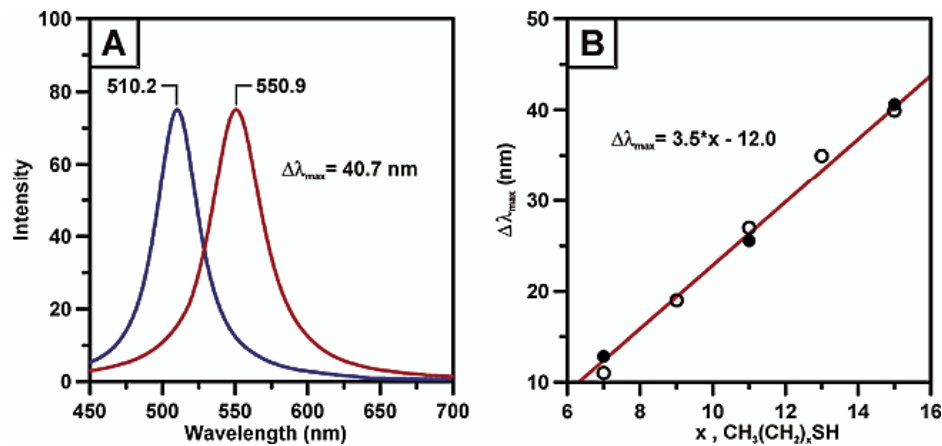 A
100
80
60
40
20
0
Intensity
510.2
550.9
Δλmax= 40.7 nm
450 500 550 600 650 700
Wavelength (nm)
B
50
40
30
20
10
Δλmax (nm)
Δλmax= 3.5*x - 12.0
6 8 10 12 14 16
x , CH3(CH2)xSH